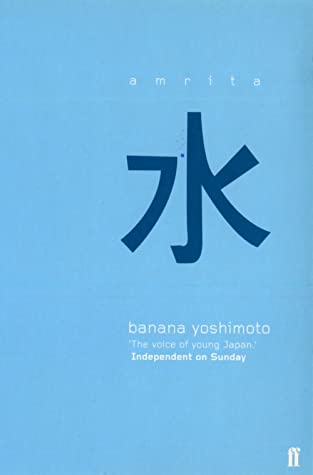 amrita
水
banana yoshimoto
'The voice of young Japan.'
Independent on Sunday
ff